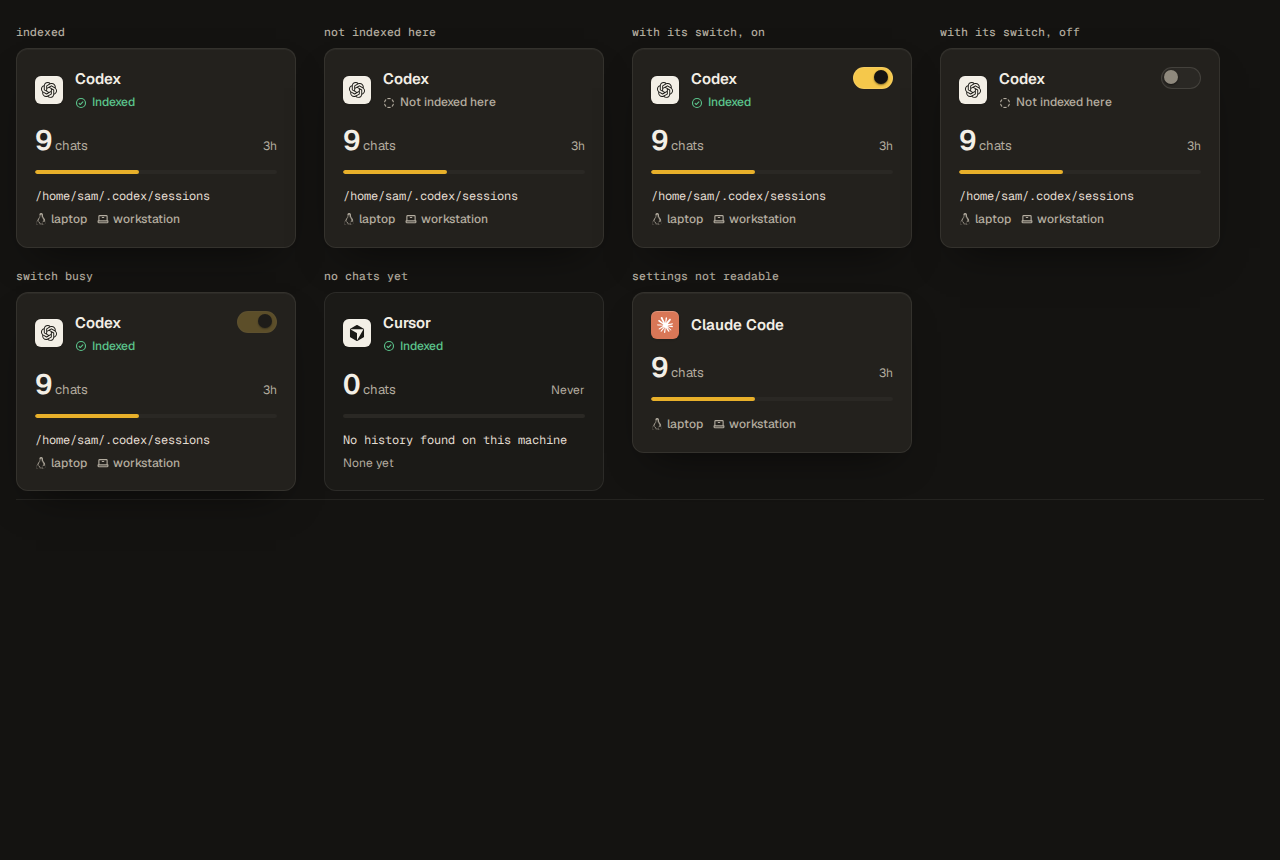 indexed
Codex
Indexed
9 chats
3h
/home/sam/.codex/sessions
laptop workstation
not indexed here
Codex
Not indexed here
9 chats
3h
/home/sam/.codex/sessions
laptop workstation
with its switch, on
Codex
Indexed
9 chats
3h
/home/sam/.codex/sessions
laptop workstation
with its switch, off
Codex
Not indexed here
9 chats
3h
/home/sam/.codex/sessions
laptop workstation
switch busy
Codex
Indexed
9 chats
3h
/home/sam/.codex/sessions
laptop workstation
no chats yet
Cursor
Indexed
0 chats
Never
No history found on this machine
None yet
settings not readable
Claude Code
9 chats
3h
laptop workstation